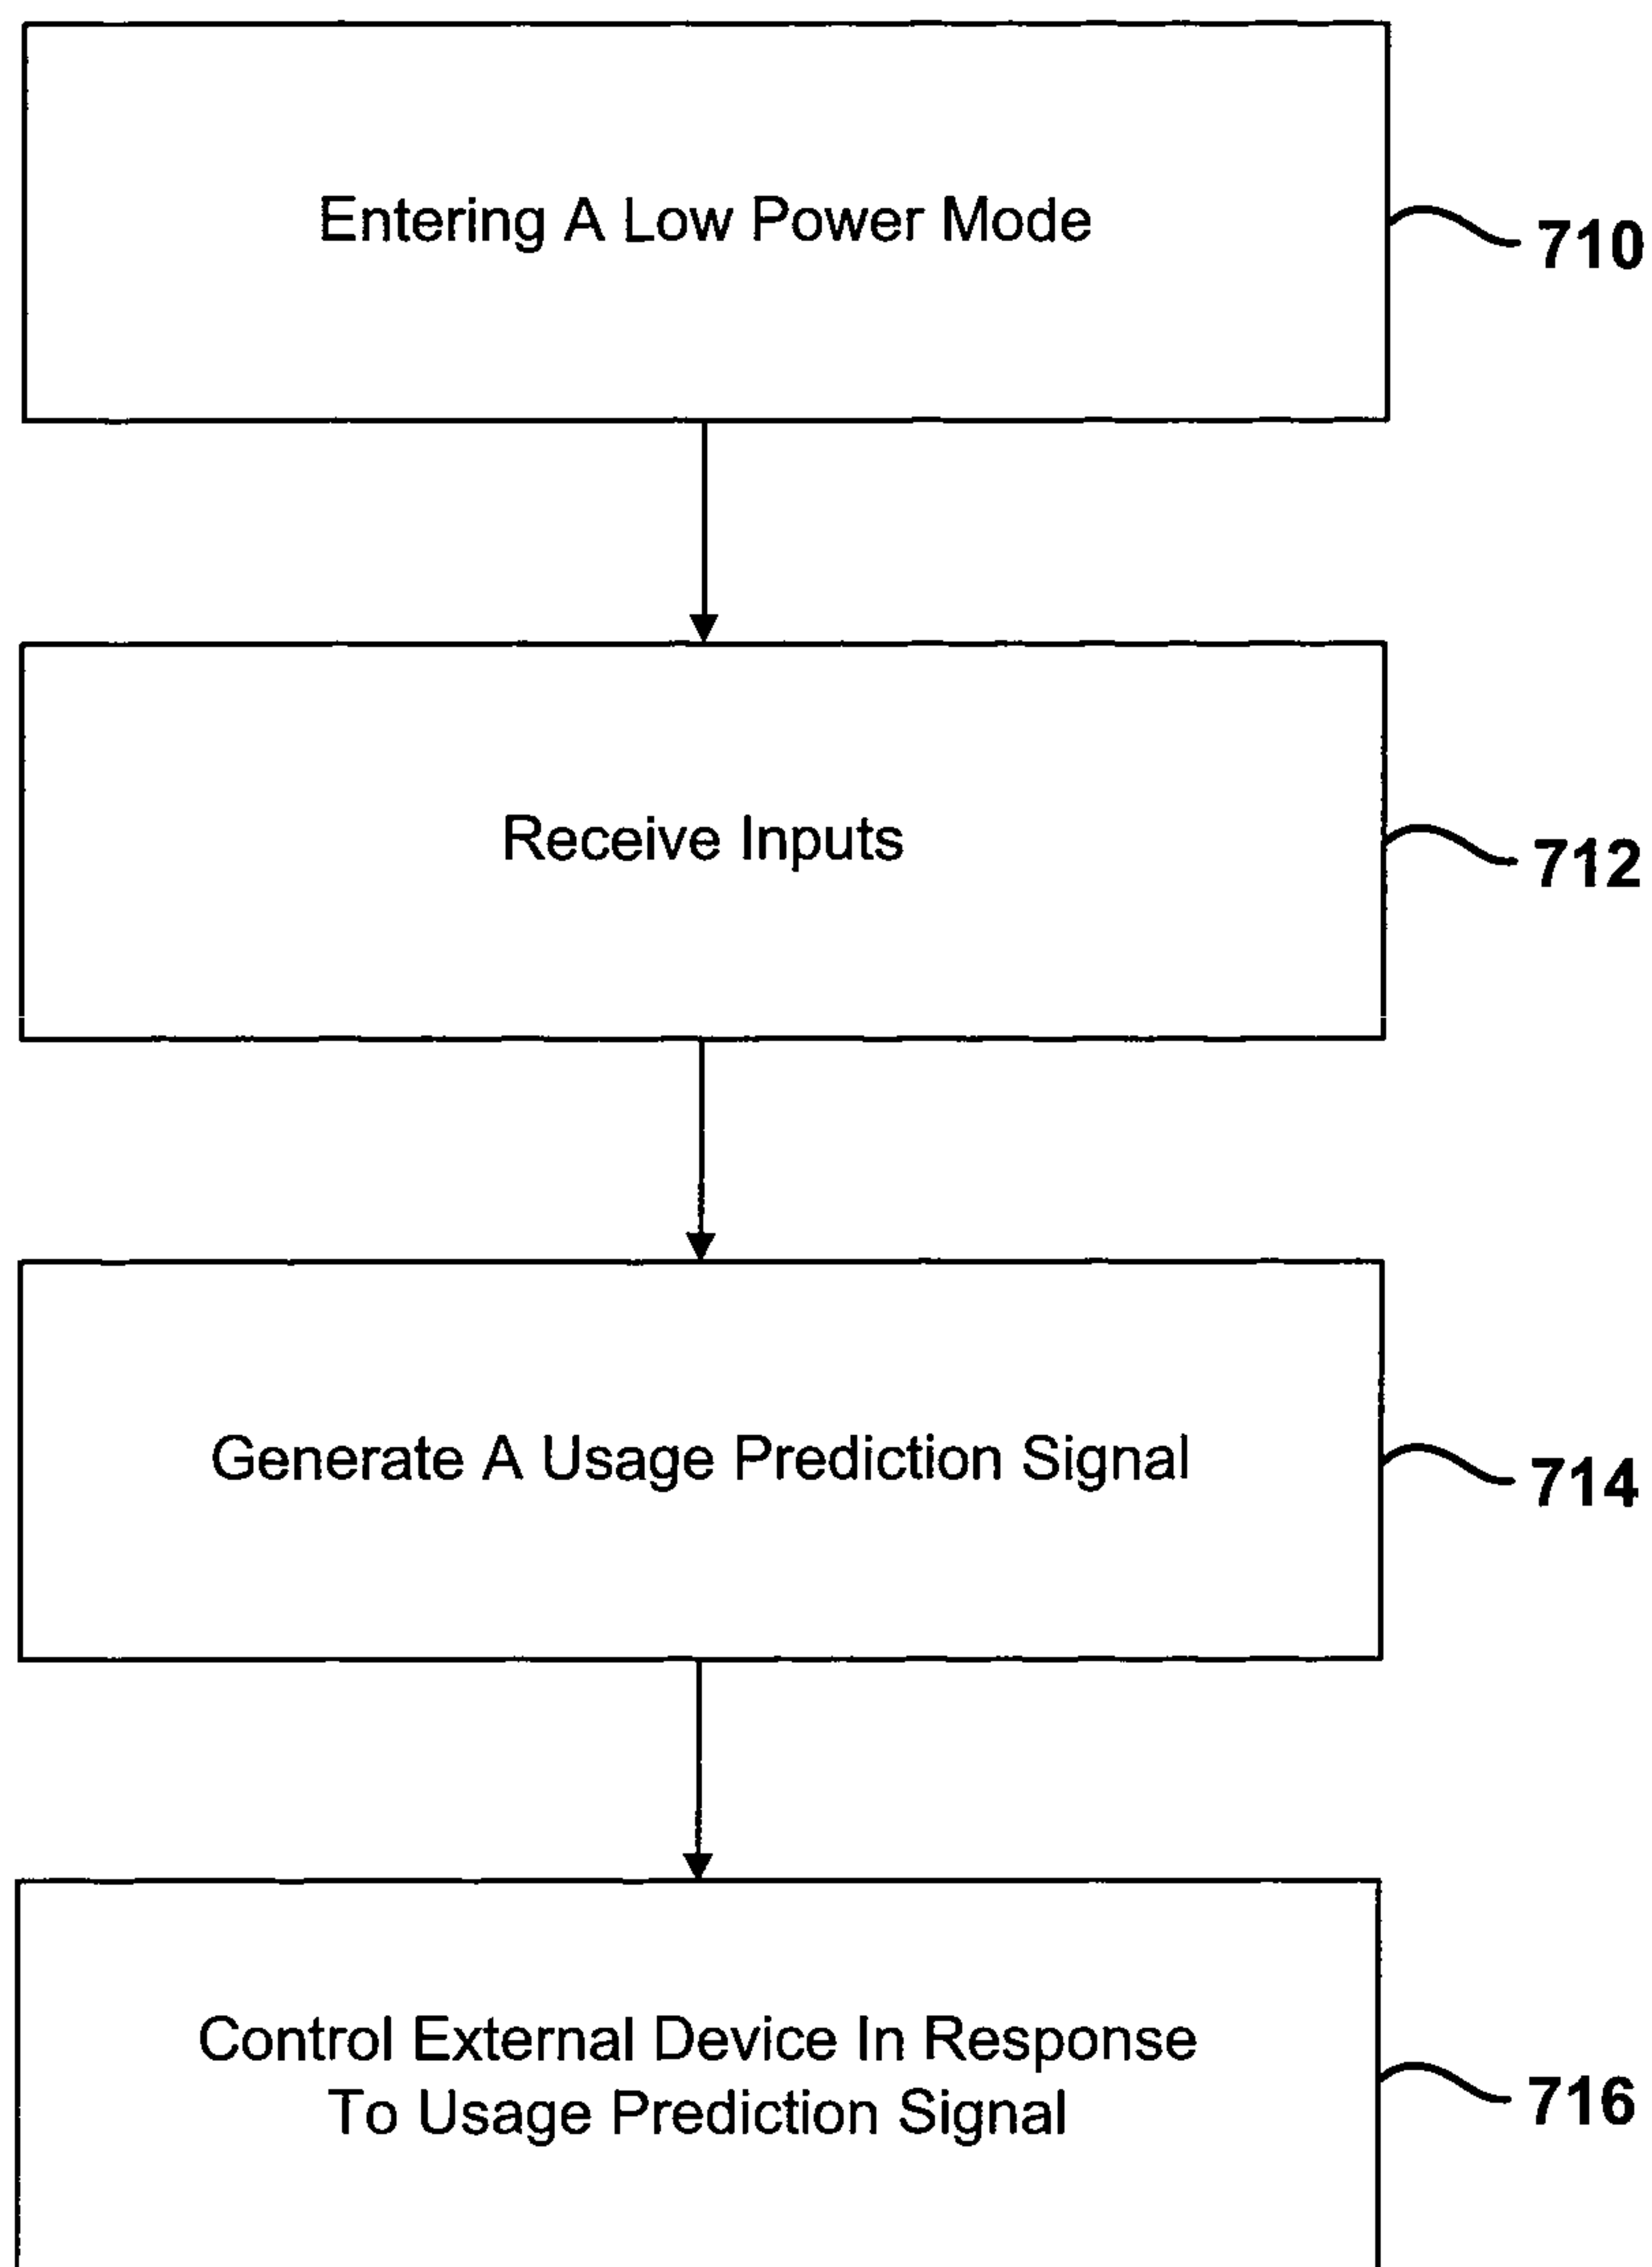 Entering A Low Power Mode
710
Receive Inputs
712
Generate A Usage Prediction Signal
714
Control External Device In Response
To Usage Prediction Signal
716